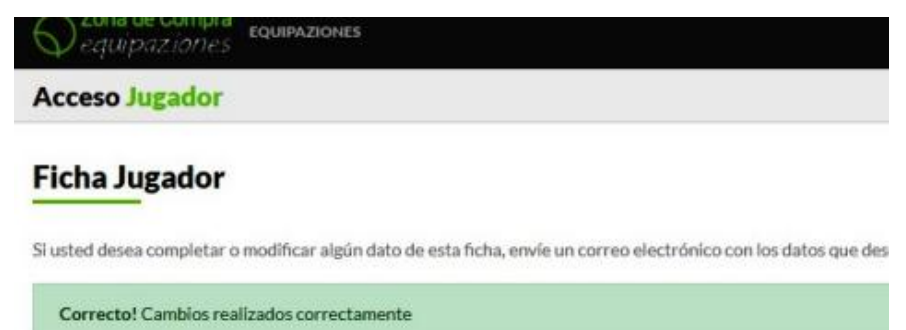 Zona de Compra
equipaziones
EQUIPAZIONES
Acceso Jugador
Ficha Jugador
Si usted desea completar o modificar algún dato de esta ficha, envíe un correo electrónico con los datos que des
Correcto! Cambios realizados correctamente